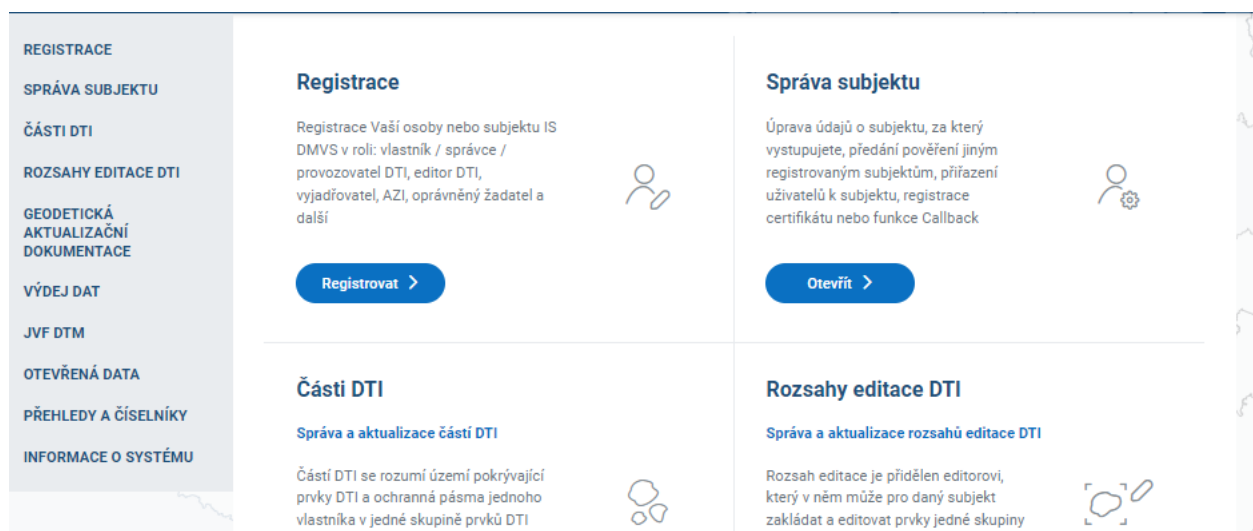 REGISTRACE
SPRÁVA SUBJEKTU
ČÁSTI DTI
ROZSAHY EDITACE DTI
GEODETICKÁ
AKTUALIZAČNÍ
DOKUMENTACE
VÝDEJ DAT
JVF DTM
OTEVŘENÁ DATA
PŘEHLEDY A ČÍSELNÍKY
INFORMACE O SYSTÉMU
Registrace
Registrace Vaší osoby nebo subjektu IS
DMVS v roli: vlastník / správce /
provozovatel DTI, editor DTI,
vyjadřovatel, AZI, oprávněný žadatel a
další
Registrovat
Správa subjektu
Úprava údajů o subjektu, za který
vystupujete, předání pověření jiným
registrovaným subjektům, přiřazení
uživatelů k subjektu, registrace
certifikátu nebo funkce Callback
Otevřít
Části DTI
Správa a aktualizace částí DTI
Částí DTI se rozumí území pokrývající
prvky DTI a ochranná pásma jednoho
vlastníka v jedné skupině prvků DTI
Rozsahy editace DTI
Správa a aktualizace rozsahů editace DTI
Rozsah editace je přidělen editorovi,
který v něm může pro daný subjekt
zakládat a editovat prvky jedné skupiny